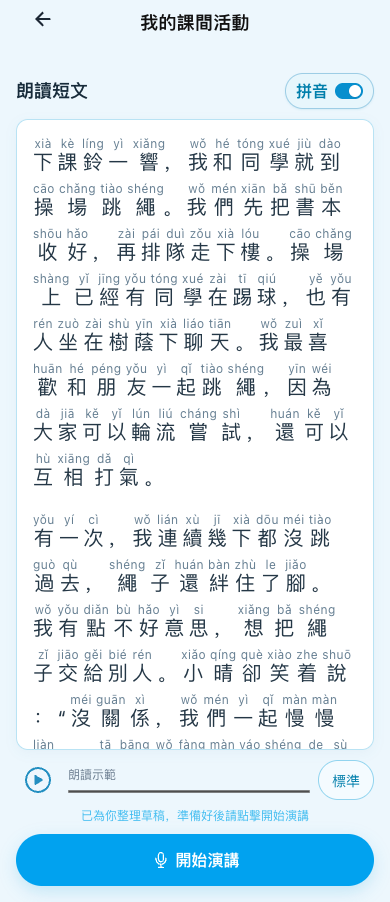 我的課間活動
朗讀短文
拼音
xià kè líng yì xiǎng wǒ hé tóng xué jiù dào
下課鈴一響，我和同學就到
cāo chǎng tiào shéng wǒ mén xiān bǎ shū běn
操場跳繩。我們先把書本
shōu hǎo zài pái duì zǒu xià lóu cāo chǎng
收好，再排隊走下樓。操場
shàng yǐ jīng yǒu tóng xué zài tī qiú yě yǒu
上已經有同學在踢球，也有
rén zuò zài shù yīn xià liáo tiān wǒ zuì xǐ
人坐在樹蔭下聊天。我最喜
huān hé péng yǒu yì qǐ tiào shéng yīn wéi
歡和朋友一起跳繩，因為
dà jiā kě yǐ lún liú cháng shì huán kě yǐ
大家可以輪流嘗試，還可以
hù xiāng dǎ qì
互相打氣。
yǒu yí cì wǒ lián xù jī xià dōu méi tiào
有一次，我連續幾下都沒跳
guò qù shéng zǐ huán bàn zhù le jiǎo
過去，繩子還絆住了腳。
wǒ yǒu diǎn bù hǎo yì si xiǎng bǎ shéng
我有點不好意思，想把繩
zǐ jiāo gěi bié rén xiǎo qíng què xiào zhe shuō
子交給別人。小晴卻笑着說
méi guān xì wǒ mén yì qǐ màn màn
：“沒關係，我們一起慢慢
liàn tā bāng wǒ fàng màn yáo shéng de sù
朗讀示範
標準
已為你整理草稿，準備好後請點擊開始演講
開始演講